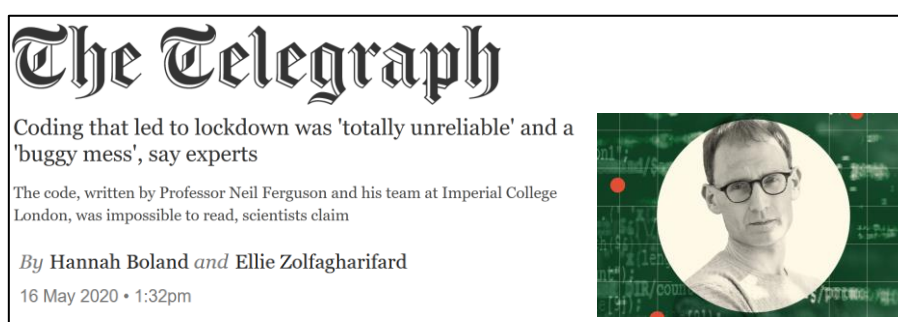 The Telegraph
Coding that led to lockdown was 'totally unreliable' and a
'buggy mess', say experts
The code, written by Professor Neil Ferguson and his team at Imperial College
London, was impossible to read, scientists claim
By Hannah Boland and Ellie Zolfagharifard
16 May 2020 • 1:32pm